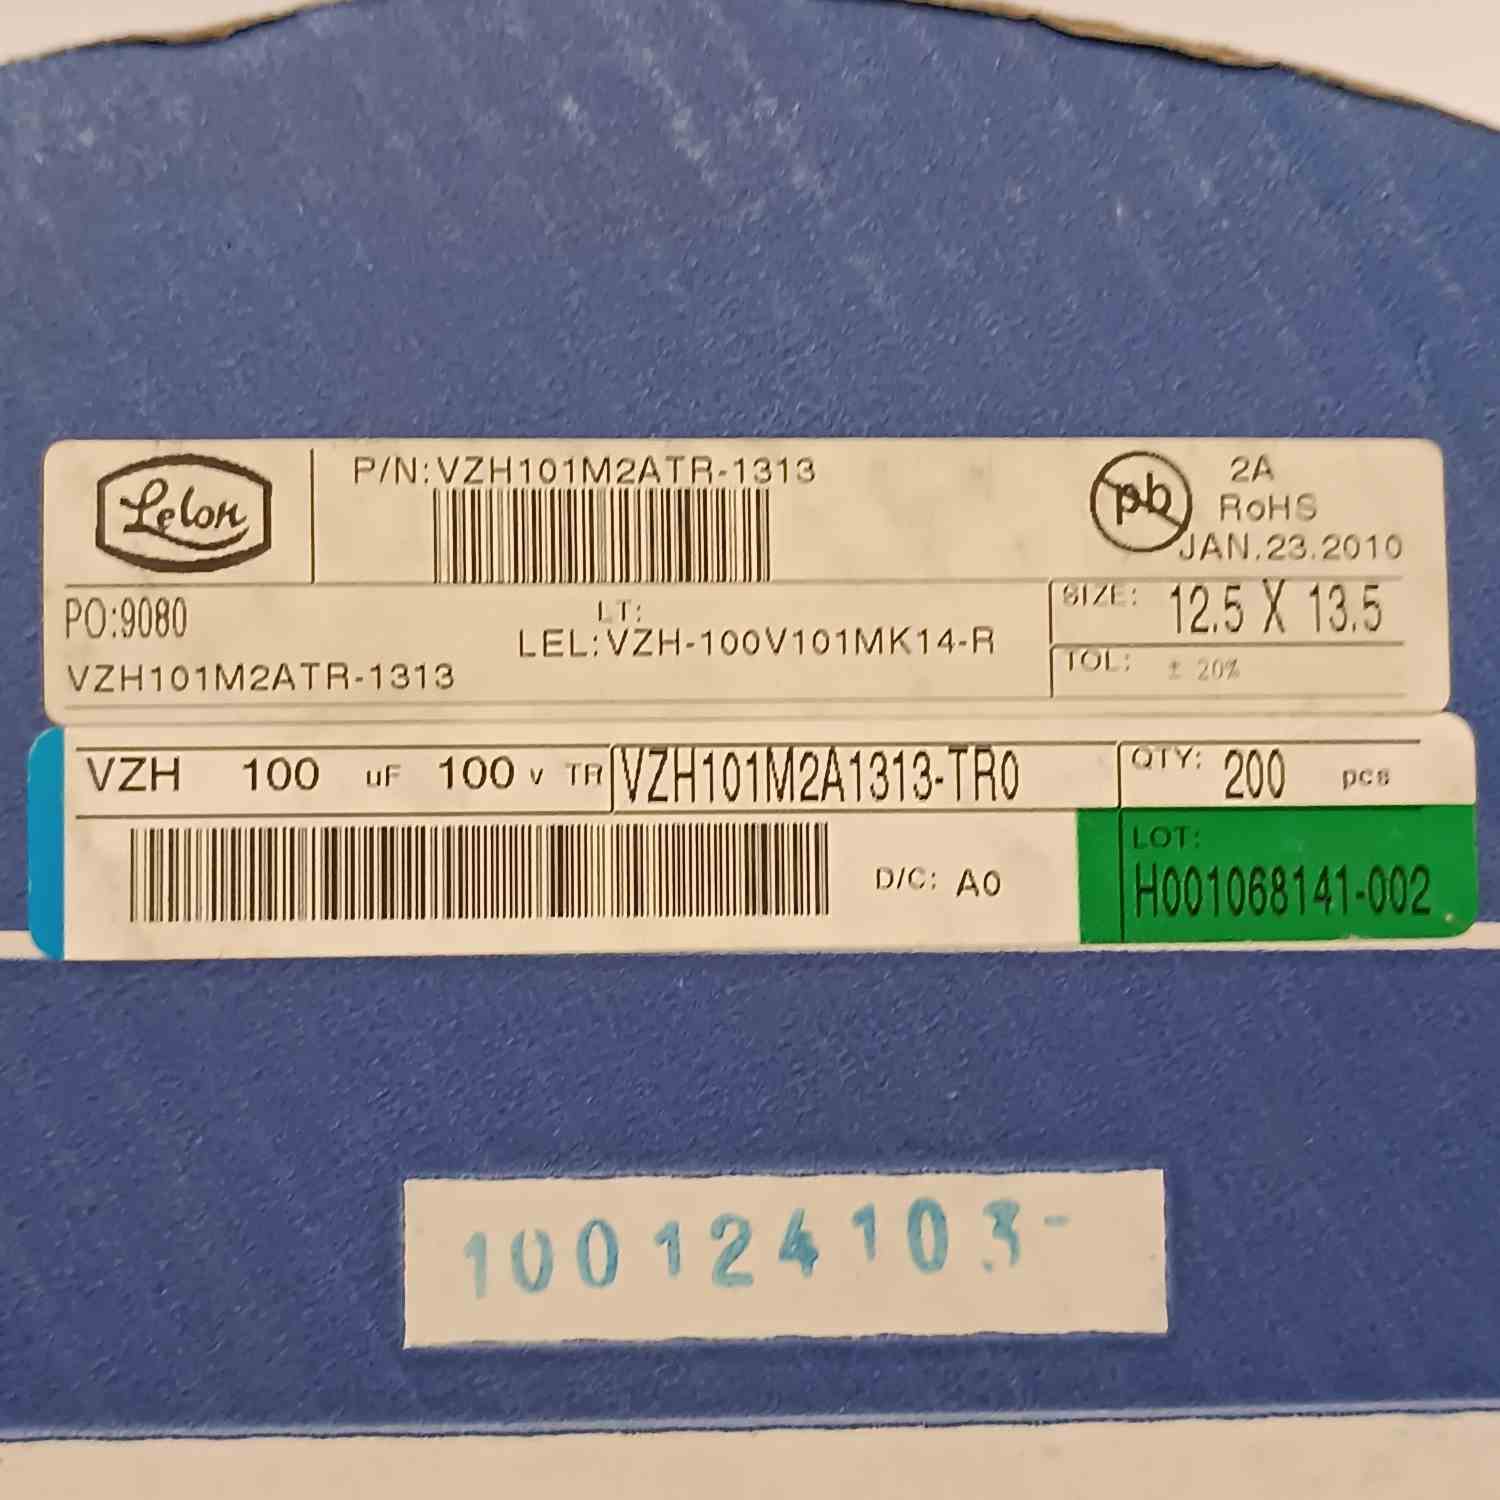 Lelon
P/N:VZH101M2ATR-1313
pb
2A
RoHS
JAN.23.2010
PO:9080
LT:
LEL:VZH-100V101MK14-R
VZH101M2ATR-1313
SIZE: 12.5 X 13.5
TOL: ± 20%
VZH 100 uF 100 v TR VZH101M2A1313-TR0
QTY: 200 pcs
D/C: A0
LOT:
H001068141-002
100124103-